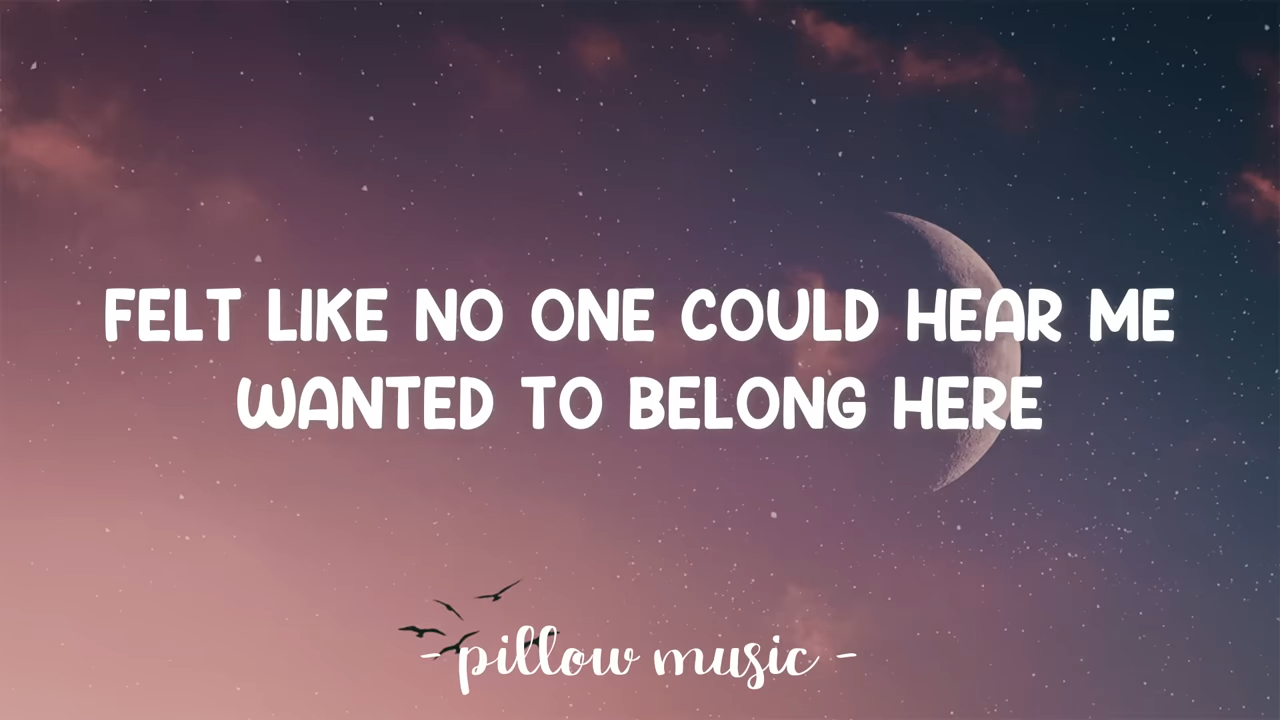 FELT LIKE NO ONE COULD HEAR ME
WANTED TO BELONG HERE
- pillow music -